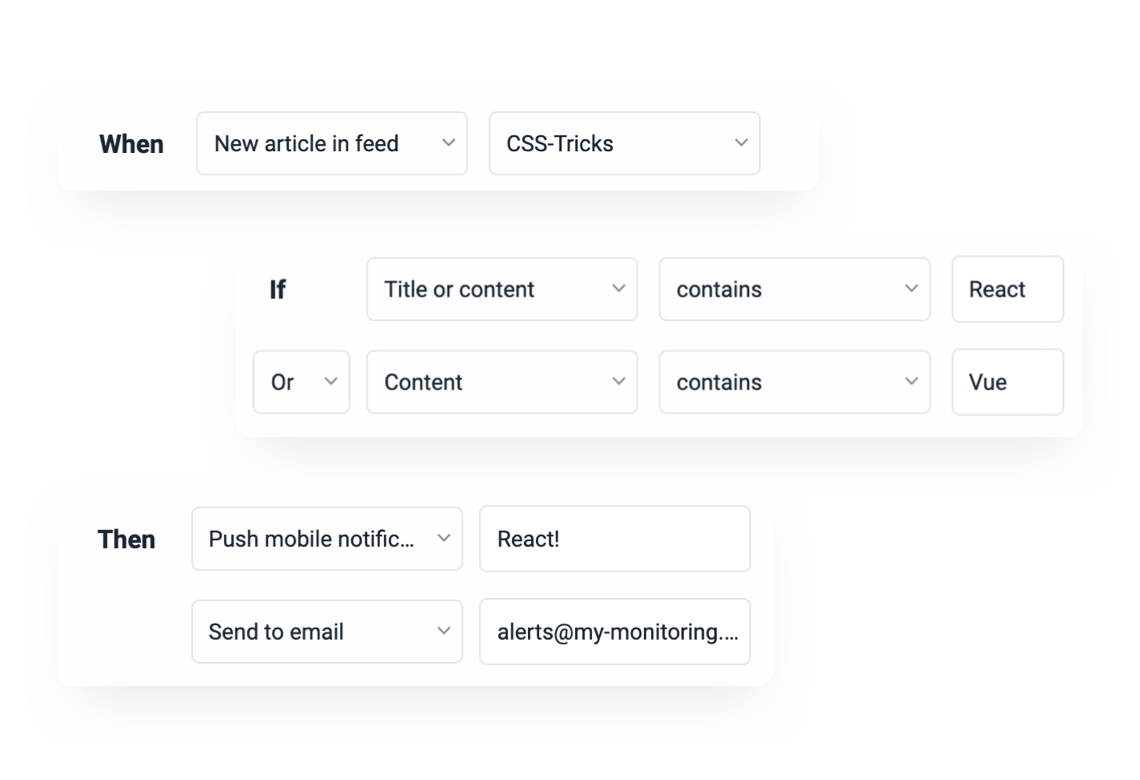 When New article in feed CSS-Tricks
If Title or content contains React
Or Content contains Vue
Then Push mobile notific... React!
Send to email alerts@my-monitoring....